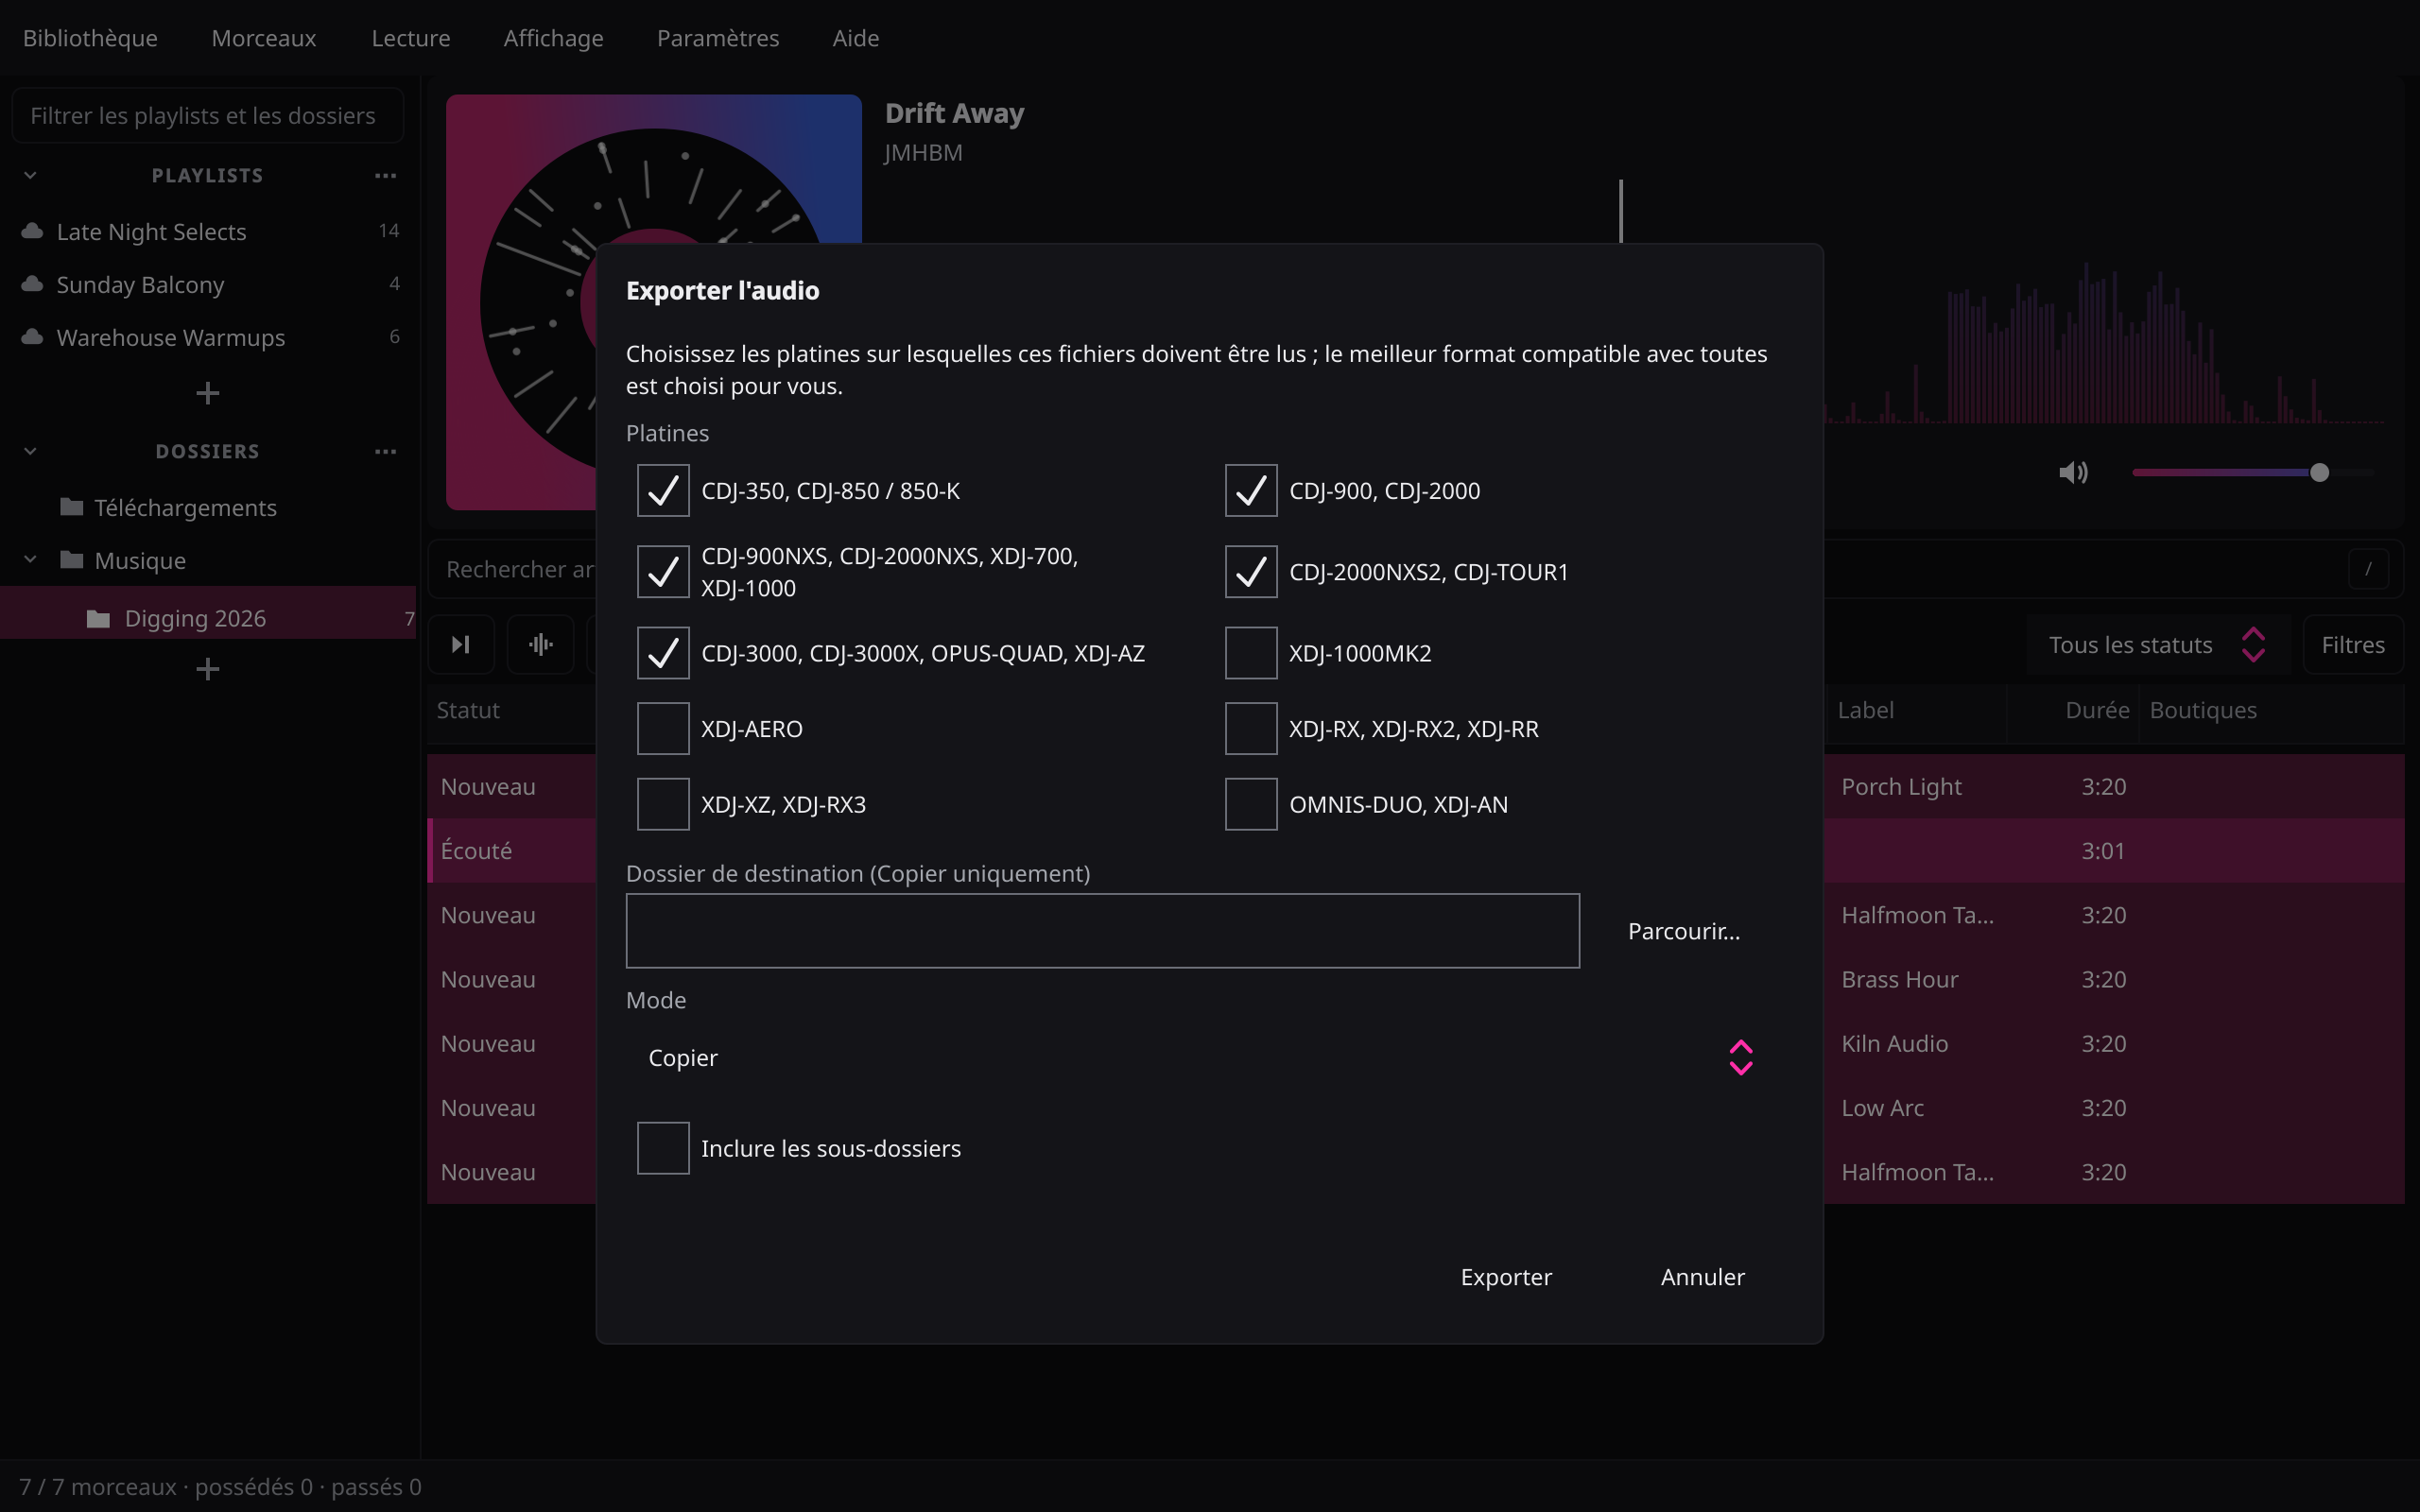 Bibliothèque Morceaux Lecture Affichage Paramètres Aide
Filtrer les playlists et les dossiers
PLAYLISTS
Late Night Selects 14
Sunday Balcony 4
Warehouse Warmups 6
DOSSIERS
Téléchargements
Musique
Digging 2026 7
Drift Away
JMHBM
Rechercher ar
/
Tous les statuts Filtres
Statut Label Durée Boutiques
Nouveau Porch Light 3:20
Écouté 3:01
Nouveau Halfmoon Ta... 3:20
Nouveau Brass Hour 3:20
Nouveau Kiln Audio 3:20
Nouveau Low Arc 3:20
Nouveau Halfmoon Ta... 3:20
Exporter l'audio
Choisissez les platines sur lesquelles ces fichiers doivent être lus ; le meilleur format compatible avec toutes
est choisi pour vous.
Platines
CDJ-350, CDJ-850 / 850-K CDJ-900, CDJ-2000
CDJ-900NXS, CDJ-2000NXS, XDJ-700,
XDJ-1000
CDJ-2000NXS2, CDJ-TOUR1
CDJ-3000, CDJ-3000X, OPUS-QUAD, XDJ-AZ XDJ-1000MK2
XDJ-AERO XDJ-RX, XDJ-RX2, XDJ-RR
XDJ-XZ, XDJ-RX3 OMNIS-DUO, XDJ-AN
Dossier de destination (Copier uniquement)
Parcourir...
Mode
Copier
Inclure les sous-dossiers
Exporter Annuler
7 / 7 morceaux · possédés 0 · passés 0